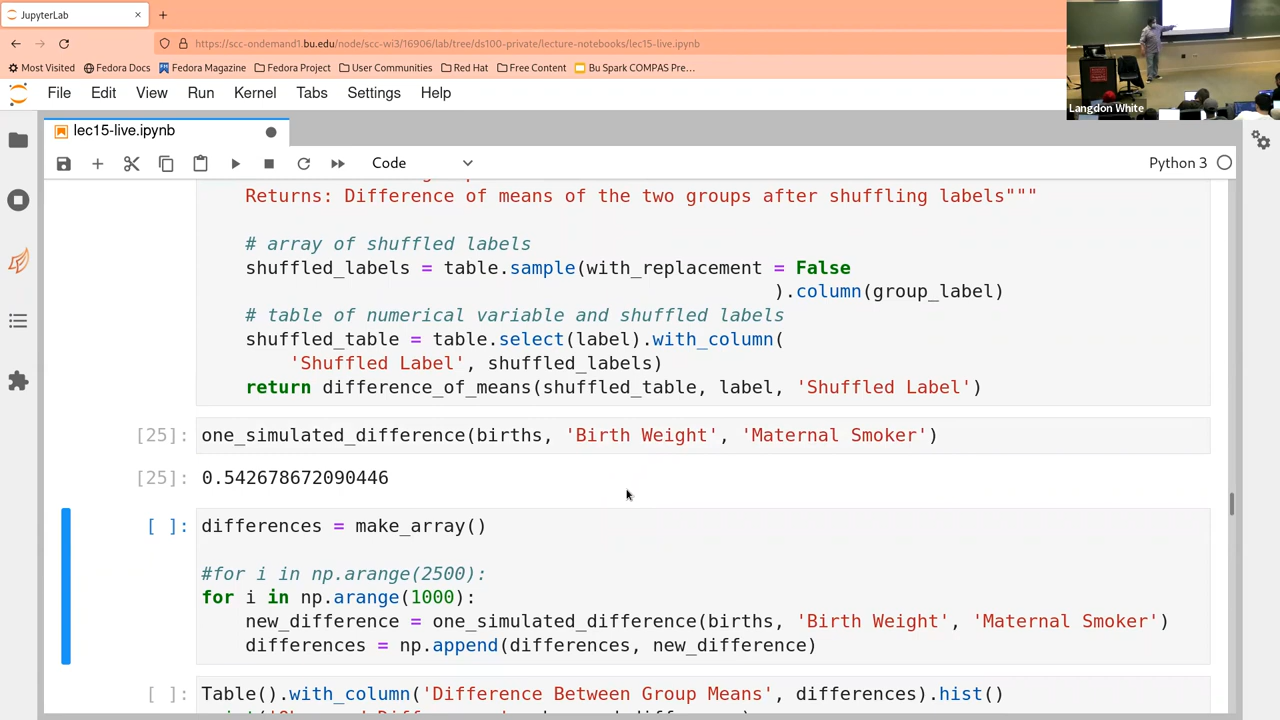 JupyterLab
https://scc-ondemand1.bu.edu/node/scc-wi3/16906/lab/tree/ds100-private/lecture-notebooks/lec15-live.ipynb
Most Visited Fedora Docs Fedora Magazine Fedora Project User Communities Red Hat Free Content Bu Spark COMPAS Pre...
Langdon White
File Edit View Run Kernel Tabs Settings Help
lec15-live.ipynb
Code Python 3
Returns: Difference of means of the two groups after shuffling labels"""
# array of shuffled labels
shuffled_labels = table.sample(with_replacement = False
).column(group_label)
# table of numerical variable and shuffled labels
shuffled_table = table.select(label).with_column(
'Shuffled Label', shuffled_labels)
return difference_of_means(shuffled_table, label, 'Shuffled Label')
[25]: one_simulated_difference(births, 'Birth Weight', 'Maternal Smoker')
[25]: 0.542678672090446
[ ]: differences = make_array()
#for i in np.arange(2500):
for i in np.arange(1000):
new_difference = one_simulated_difference(births, 'Birth Weight', 'Maternal Smoker')
differences = np.append(differences, new_difference)
[ ]: Table().with_column('Difference Between Group Means', differences).hist()